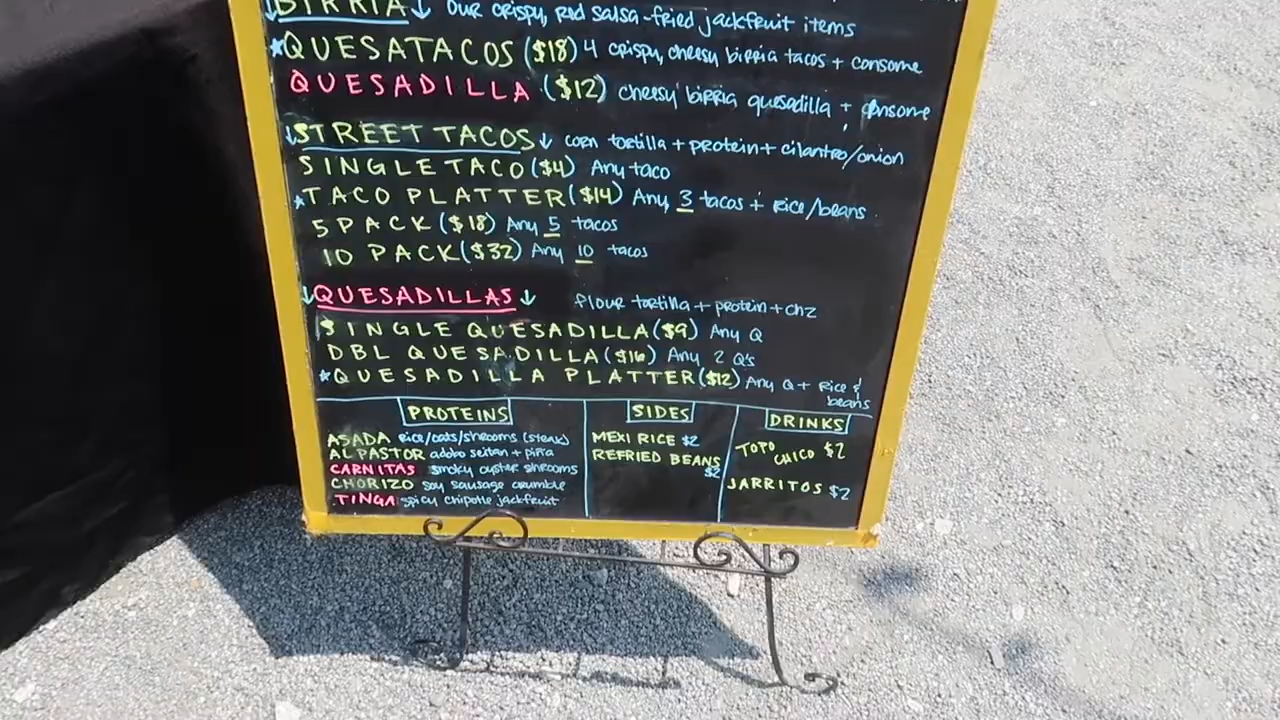 BIRRIA Our crispy, red salsa-fried jackfruit items
QUESATACOS ($18) 4 crispy, cheesy birria tacos + consome
QUESADILLA ($12) cheesy birria quesadilla + consome
STREET TACOS corn tortilla + protein + cilantro/onion
SINGLE TACO ($4) Any taco
TACO PLATTER ($14) Any 3 tacos + rice/beans
5 PACK ($18) Any 5 tacos
10 PACK ($32) Any 10 tacos
QUESADILLAS flour tortilla + protein + chz
SINGLE QUESADILLA ($9) Any Q
DBL QUESADILLA ($16) Any 2 Q's
QUESADILLA PLATTER ($12) Any Q + Rice &
beans
PROTEINS
ASADA rice/oats/shrooms (steak)
AL PASTOR adobo seitan + piña
CARNITAS smoky oyster shrooms
CHORIZO soy sausage crumble
TINGA spicy chipotle jackfruit
SIDES
MEXI RICE $2
REFRIED BEANS
$2
DRINKS
TOPO
CHICO $2
JARRITOS $2